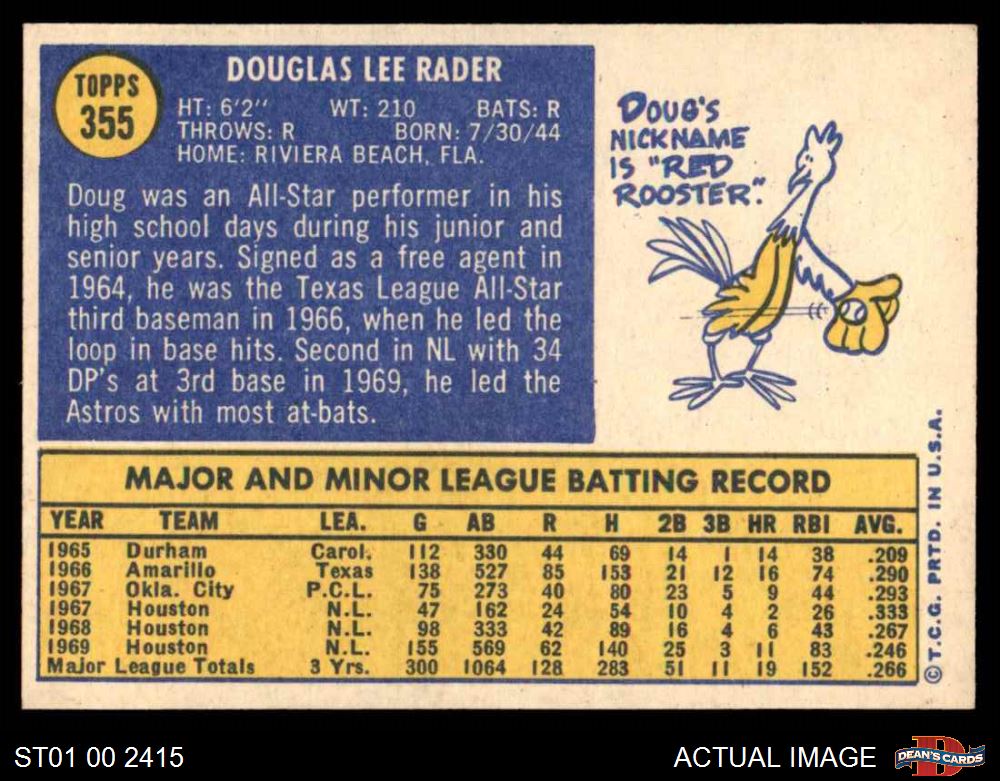 TOPPS
355
DOUGLAS LEE RADER
HT: 6'2" WT: 210 BATS: R
THROWS: R BORN: 7/30/44
HOME: RIVIERA BEACH, FLA.
Doug was an All-Star performer in his
high school days during his junior and
senior years. Signed as a free agent in
1964, he was the Texas League All-Star
third baseman in 1966, when he led the
loop in base hits. Second in NL with 34
DP's at 3rd base in 1969, he led the
Astros with most at-bats.
DOUG'S
NICKNAME
IS "RED
ROOSTER."
MAJOR AND MINOR LEAGUE BATTING RECORD
YEAR TEAM LEA. G AB R H 2B 3B HR RBI AVG.
1965 Durham Carol. 112 330 44 69 14 1 14 38 .209
1966 Amarillo Texas 138 527 85 153 21 12 16 74 .290
1967 Okla. City P.C.L. 75 273 40 80 23 5 9 44 .293
1967 Houston N.L. 47 162 24 54 10 4 2 26 .333
1968 Houston N.L. 98 333 42 89 16 4 6 43 .267
1969 Houston N.L. 155 569 62 140 25 3 11 83 .246
Major League Totals 3 Yrs. 300 1064 128 283 51 11 19 152 .266
©T.C.G. PRTD. IN U.S.A.
ST01 00 2415
ACTUAL IMAGE
D
DEAN'S CARDS